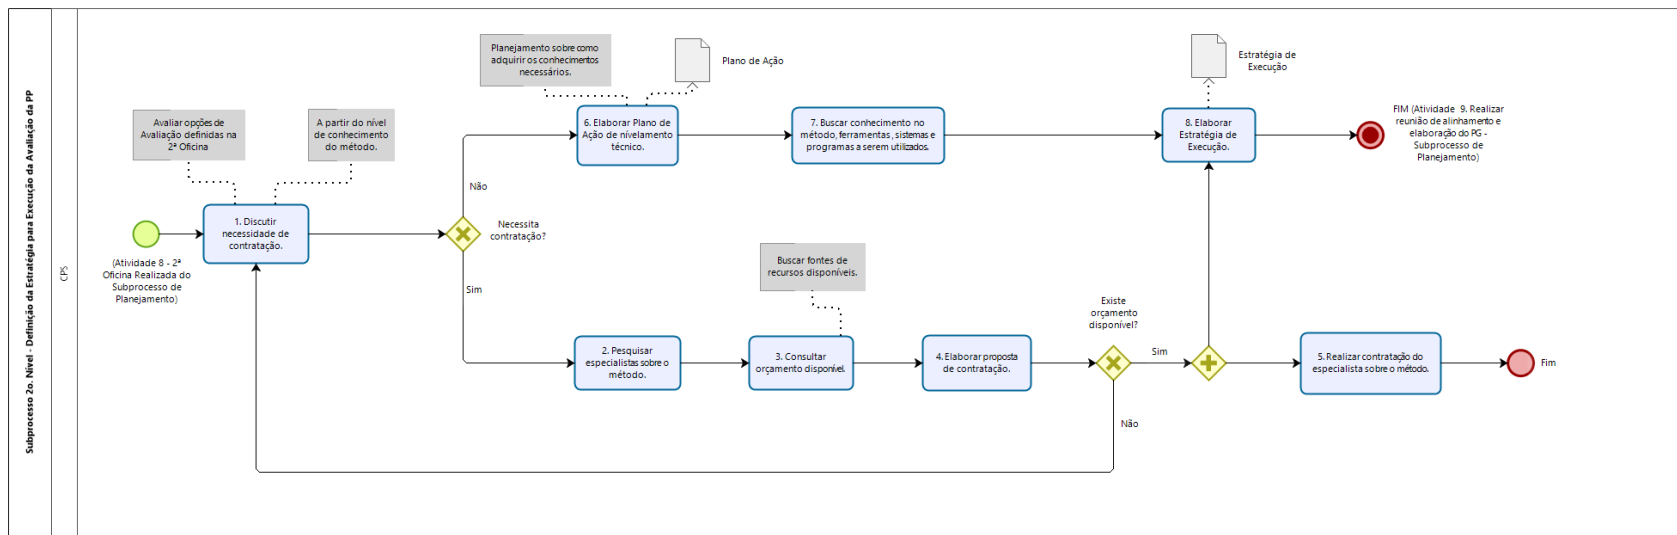 Subprocesso 2o. Nível - Definição da Estratégia para Execução da Avaliação da PP
CPS
(Atividade 8 - 2ª
Oficina Realizada do
Subprocesso de
Planejamento)
Avaliar opções de
Avaliação definidas na
2ª Oficina
A partir do nível
de conhecimento
do método.
1. Discutir
necessidade de
contratação.
Necessita
contratação?
Não
Sim
Planejamento sobre como
adquirir os conhecimentos
necessários.
Plano de Ação
6. Elaborar Plano de
Ação de nívelamento
técnico.
7. Buscar conhecimento no
método, ferramentas, sistemas e
programas a serem utilizados.
Estratégia de
Execução
8. Elaborar
Estratégia de
Execução.
FIM (Atividade 9. Realizar
reunião de alinhamento e
elaboração do PG -
Subprocesso de
Planejamento)
2. Pesquisar
especialistas sobre o
método.
Buscar fontes de
recursos disponíveis.
3. Consultar
orçamento disponível.
4. Elaborar proposta
de contratação.
Existe
orçamento
disponível?
Sim
Não
5. Realizar contratação do
especialista sobre o método.
Fim